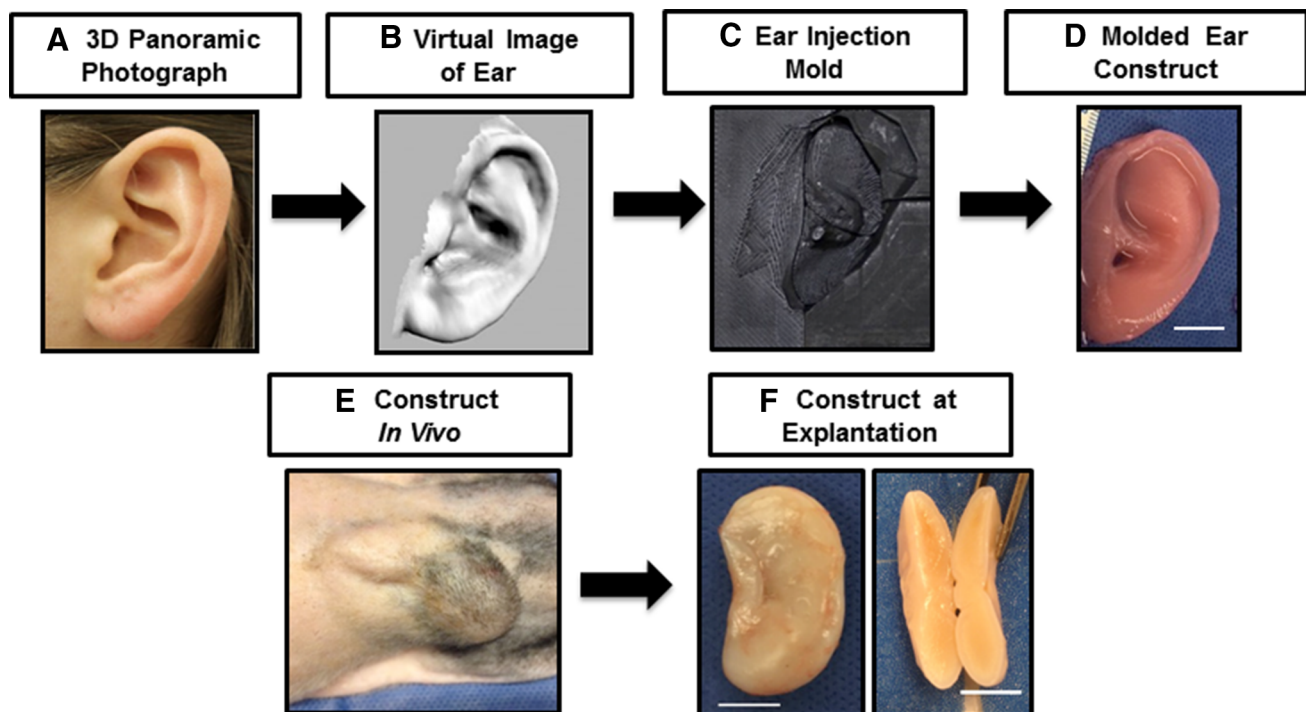 A 3D Panoramic
Photograph
B Virtual Image
of Ear
C Ear Injection
Mold
D Molded Ear
Construct
E Construct
In Vivo
F Construct at
Explantation